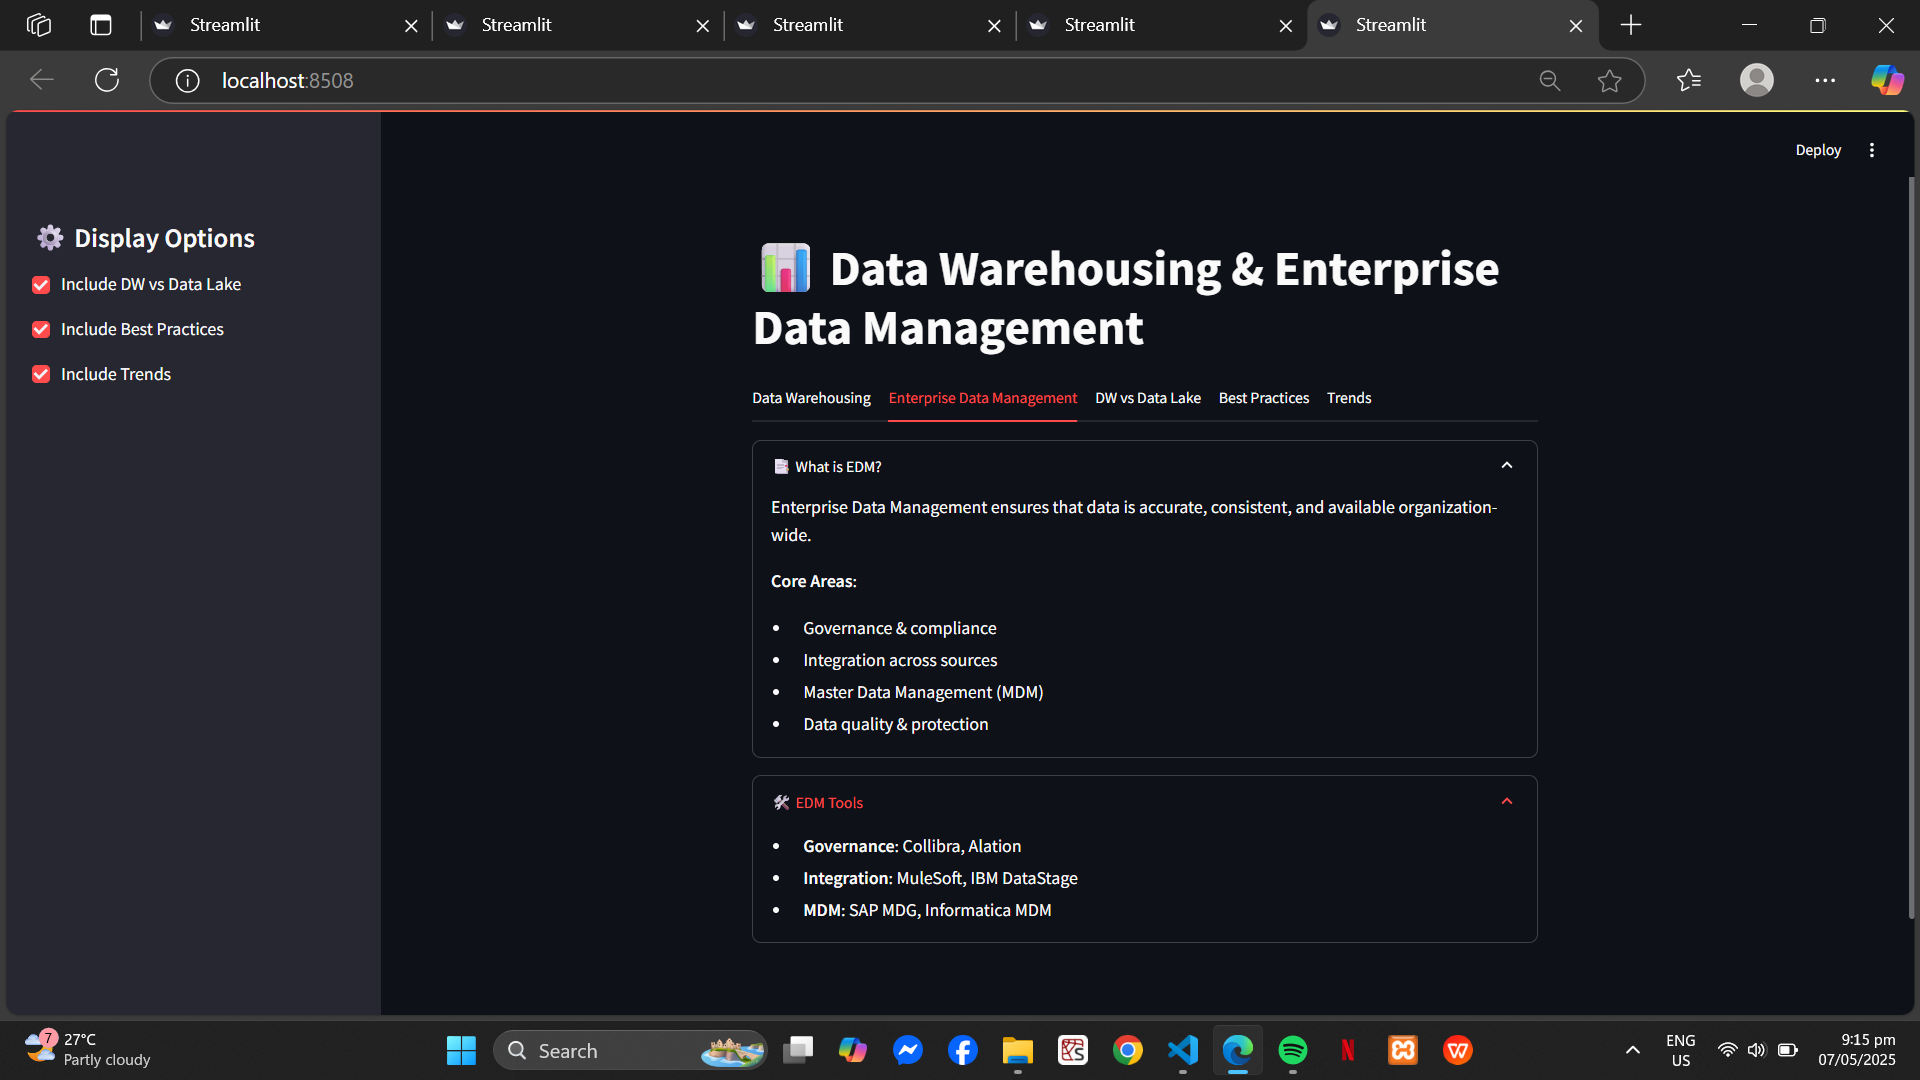 Streamlit
Streamlit
Streamlit
Streamlit
Streamlit
localhost:8508
Deploy
Display Options
Include DW vs Data Lake
Include Best Practices
Include Trends
Data Warehousing & Enterprise
Data Management
Data Warehousing Enterprise Data Management DW vs Data Lake Best Practices Trends
What is EDM?
Enterprise Data Management ensures that data is accurate, consistent, and available organization-
wide.
Core Areas:
• Governance & compliance
• Integration across sources
• Master Data Management (MDM)
• Data quality & protection
EDM Tools
• Governance: Collibra, Alation
• Integration: MuleSoft, IBM DataStage
• MDM: SAP MDG, Informatica MDM
7
27°C
Partly cloudy
Search
ENG
US
9:15 pm
07/05/2025